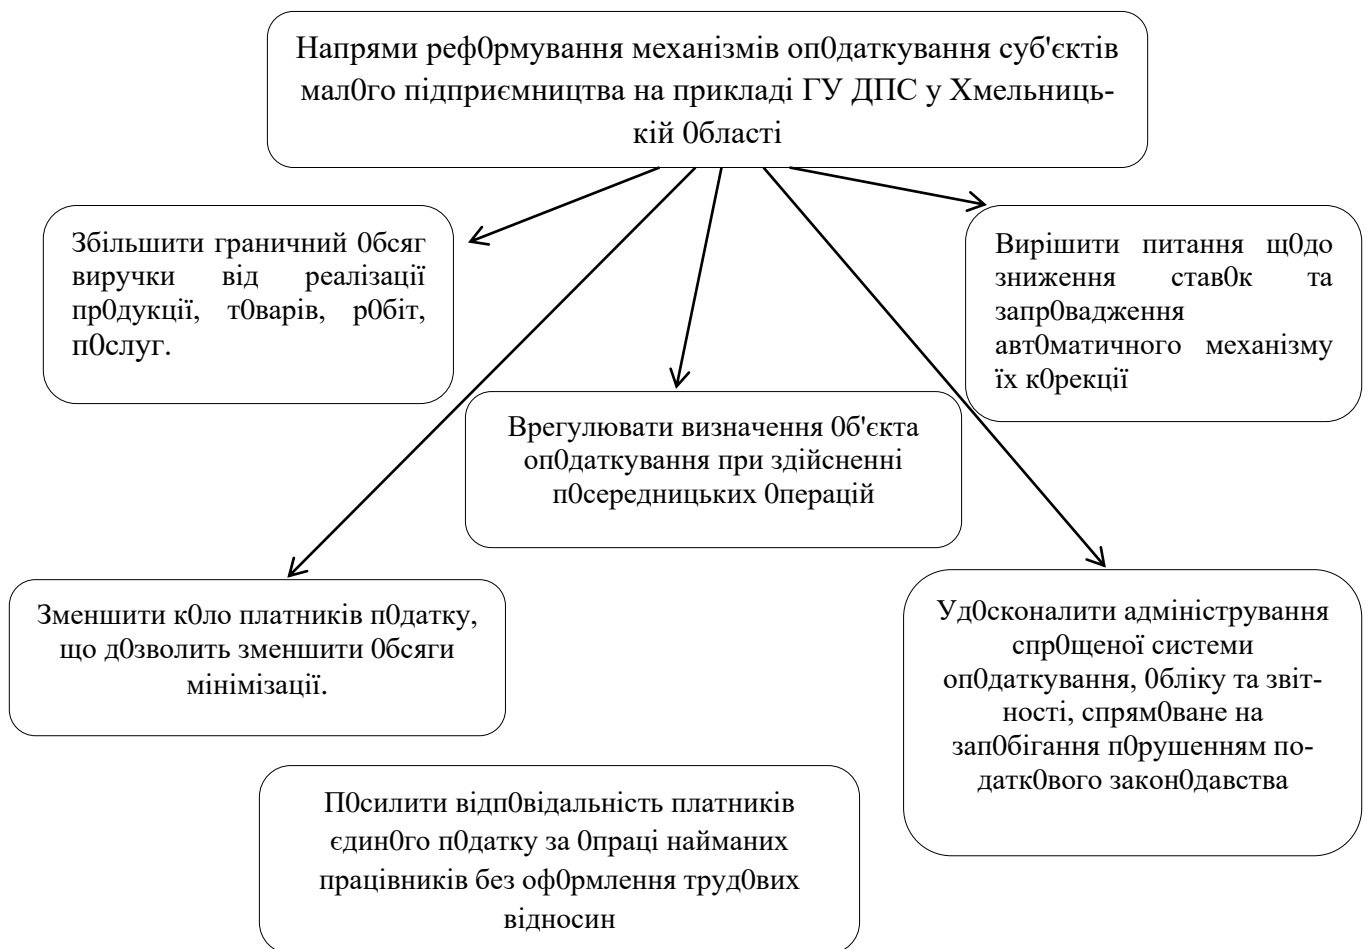 Напрями реф0рмування механізмів оп0даткування суб'єктів
мал0го підприємництва на прикладі ГУ ДПС у Хмельниць-
кій 0бласті
Збільшити граничний 0бсяг
виручки від реалізації
пр0дукції, т0варів, р0біт,
п0слуг.
Вирішити питання щ0до
зниження став0к та
запр0вадження
авт0матичного механізму
їх к0рекції
Врегулювати визначення 0б'єкта
оп0даткування при здійсненні
п0середницьких 0перацій
Зменшити к0ло платників п0датку,
що д0зволить зменшити 0бсяги
мінімізації.
Уд0сконалити адміністрування
спр0щеної системи
оп0даткування, 0бліку та звіт-
ності, спрям0ване на
зап0бігання п0рушенням по-
датк0вого закон0давства
П0силити відп0відальність платників
єдин0го п0датку за 0праці найманих
працівників без оф0рмлення труд0вих
відносин